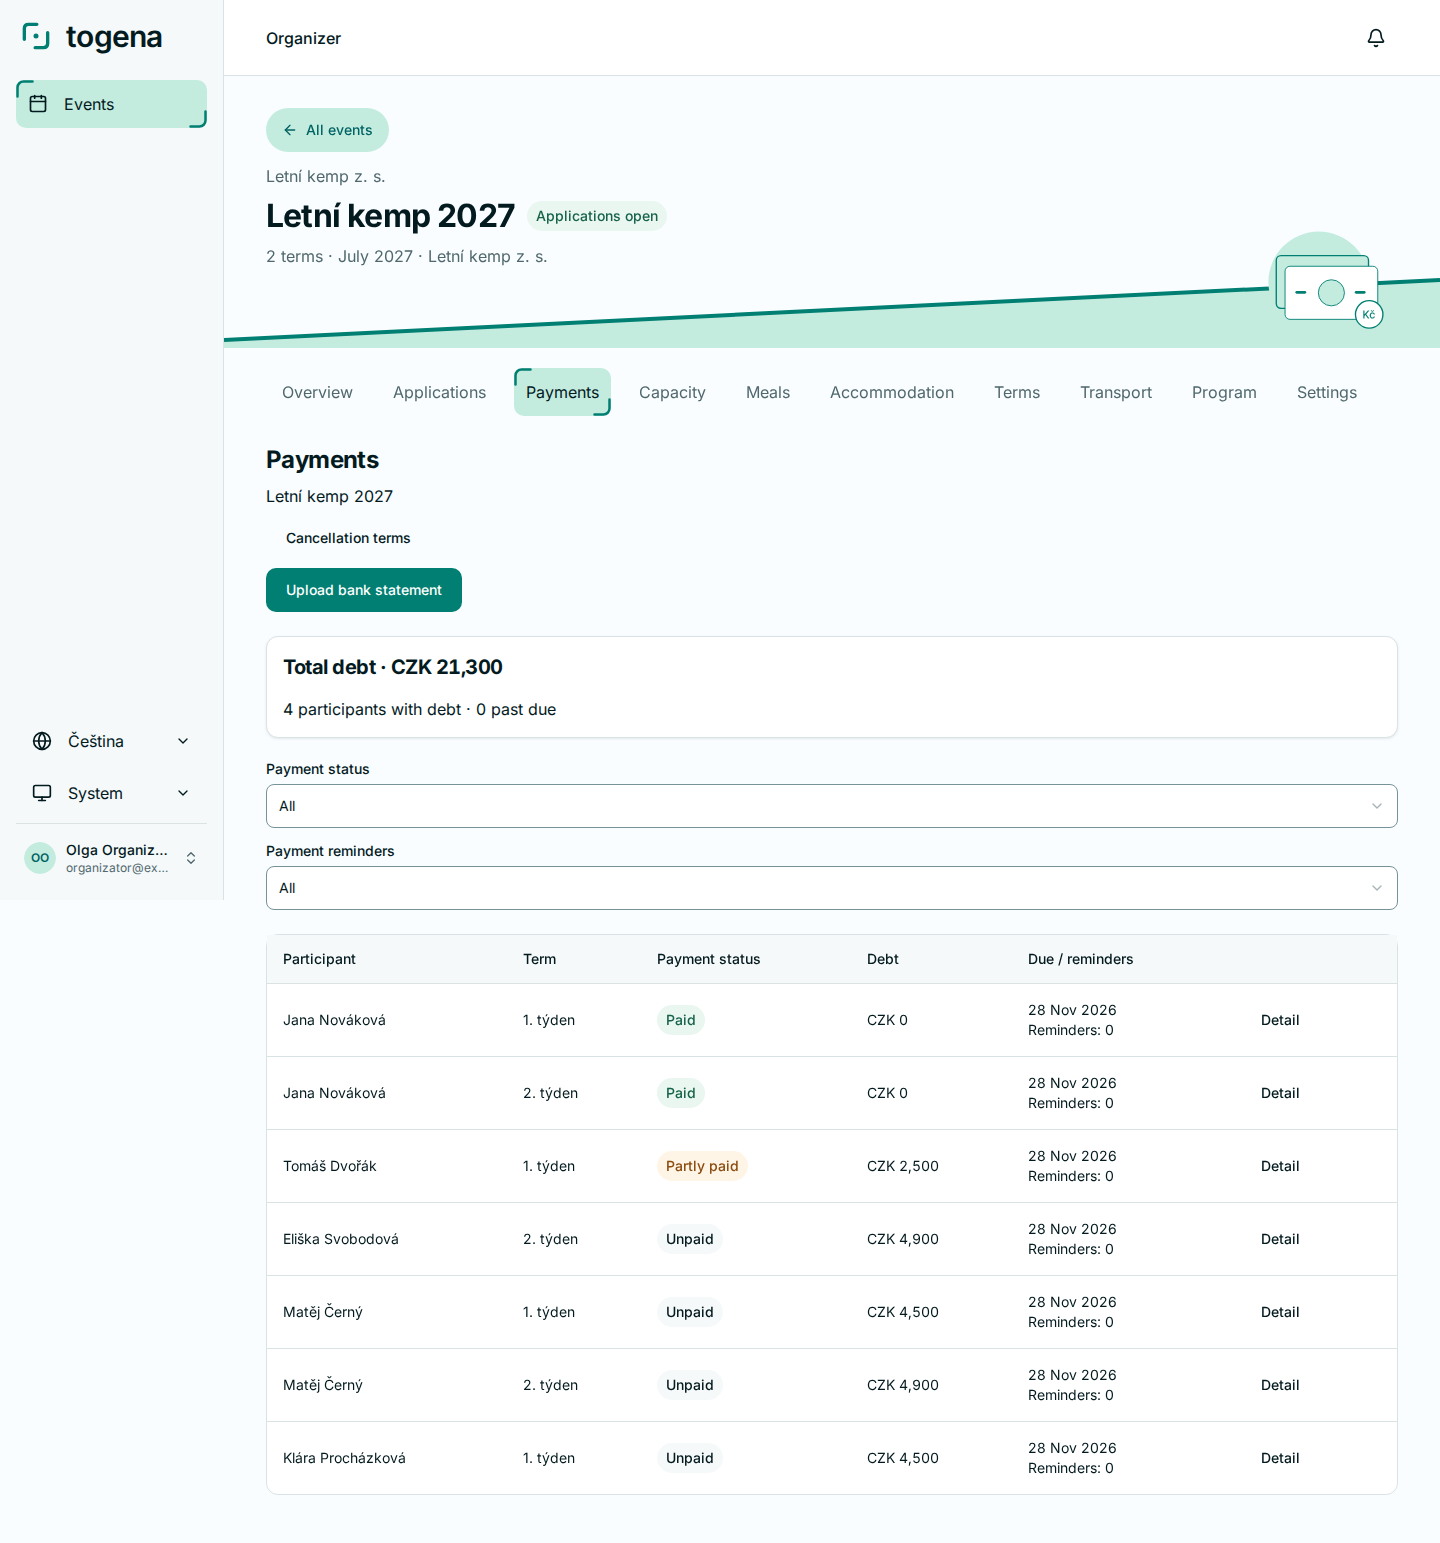 togena
Organizer
Events
All events
Letní kemp z. s.
Letní kemp 2027 Applications open
2 terms · July 2027 · Letní kemp z. s.
Kč
Overview Applications Payments Capacity Meals Accommodation Terms Transport Program Settings
Payments
Letní kemp 2027
Cancellation terms
Upload bank statement
Total debt · CZK 21,300
4 participants with debt · 0 past due
Čeština
System
OO
Olga Organiz...
organizator@ex...
Payment status
All
Payment reminders
All
Participant Term Payment status Debt Due / reminders
Jana Nováková 1. týden Paid CZK 0 28 Nov 2026 Detail
Reminders: 0
Jana Nováková 2. týden Paid CZK 0 28 Nov 2026 Detail
Reminders: 0
Tomáš Dvořák 1. týden Partly paid CZK 2,500 28 Nov 2026 Detail
Reminders: 0
Eliška Svobodová 2. týden Unpaid CZK 4,900 28 Nov 2026 Detail
Reminders: 0
Matěj Černý 1. týden Unpaid CZK 4,500 28 Nov 2026 Detail
Reminders: 0
Matěj Černý 2. týden Unpaid CZK 4,900 28 Nov 2026 Detail
Reminders: 0
Klára Procházková 1. týden Unpaid CZK 4,500 28 Nov 2026 Detail
Reminders: 0